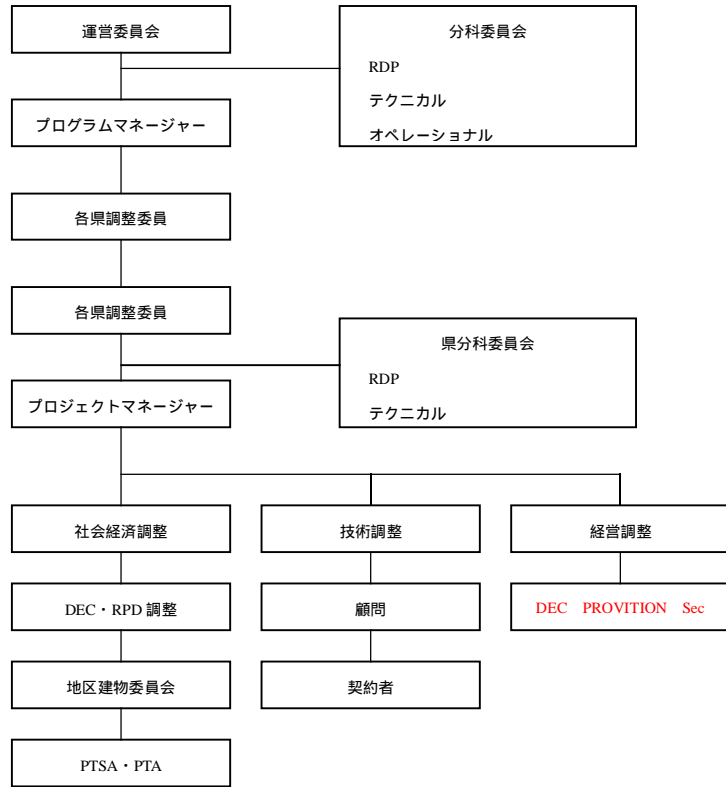 運営委員会
分科委員会
RDP
テクニカル
オペレーショナル
プログラムマネージャー
各県調整委員
各県調整委員
県分科委員会
RDP
テクニカル
プロジェクトマネージャー
社会経済調整
技術調整
経営調整
DEC・RPD 調整
顧問
DEC PROVITION Sec
地区建物委員会
契約者
PTSA・PTA